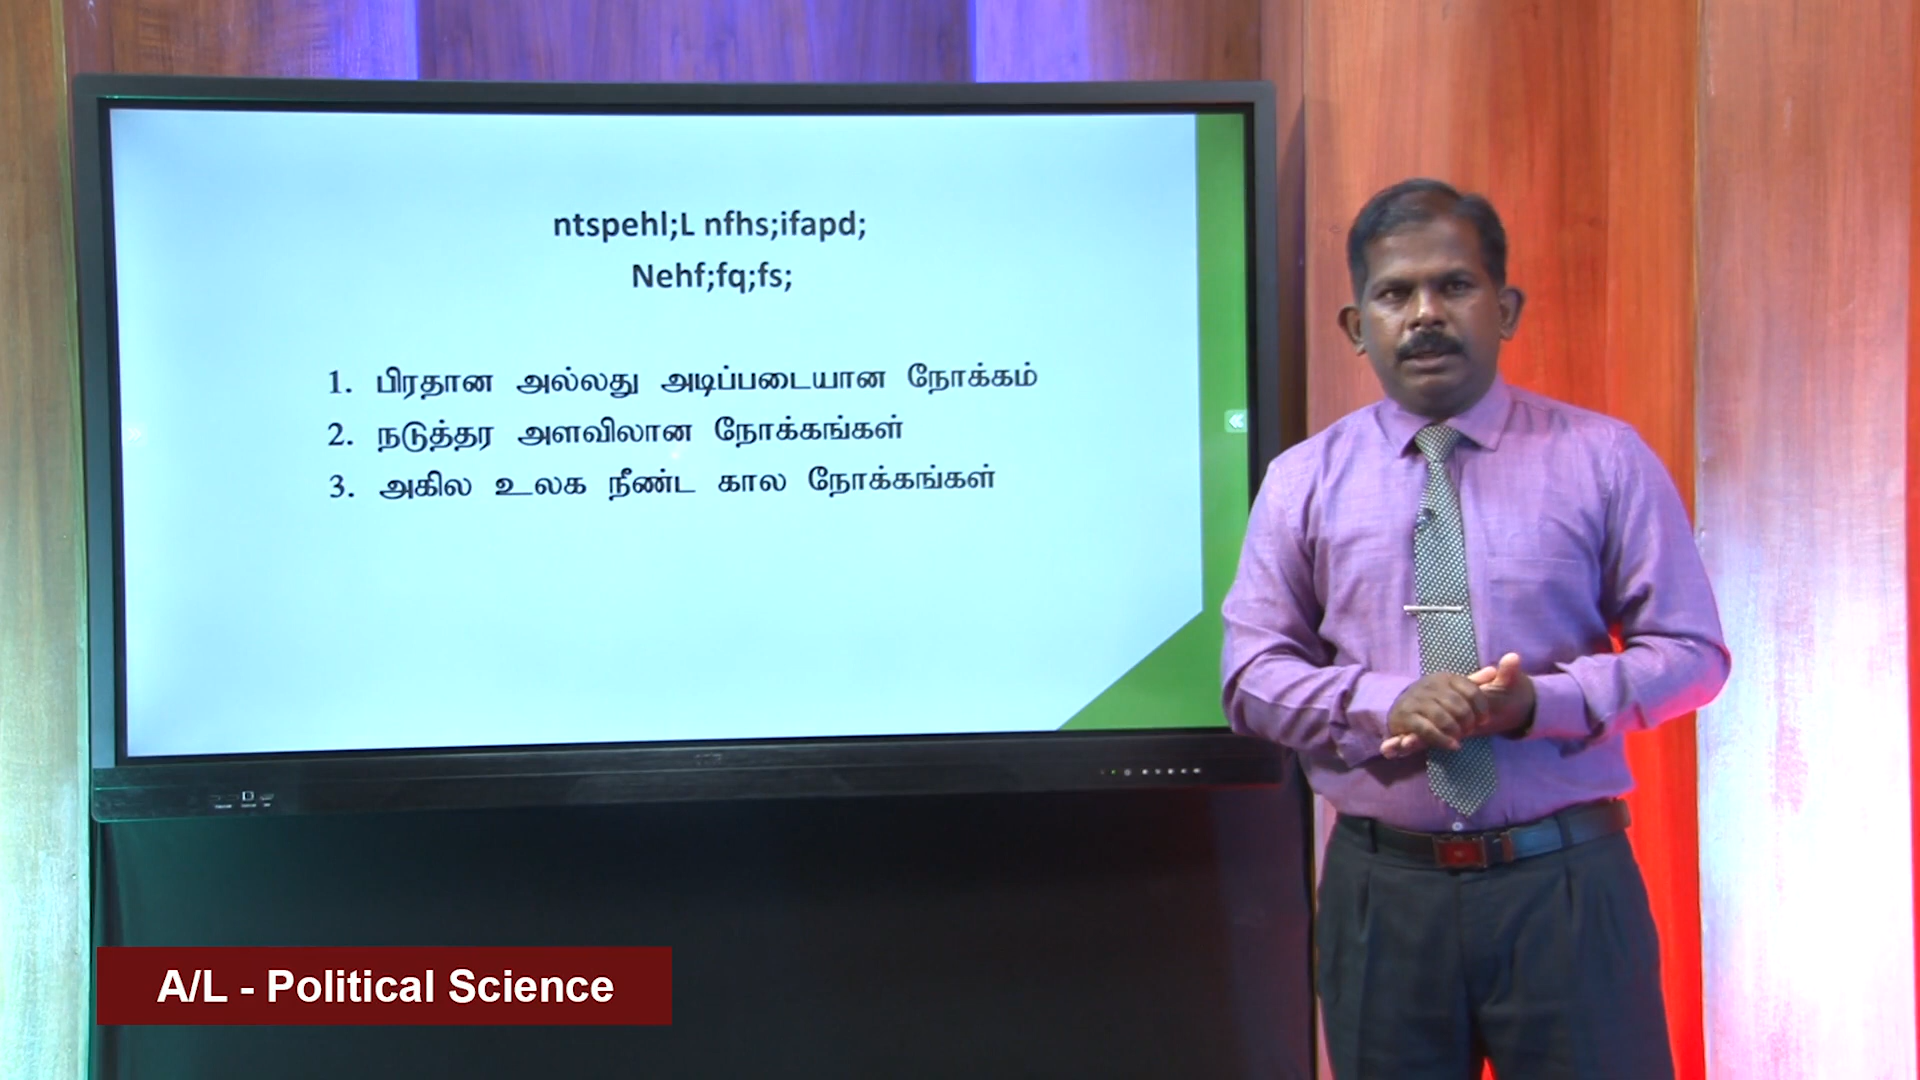 ntspehl;L nfhs;ifapd;
Nehf;fq;fs;
1. பிரதான அல்லது அடிப்படையான நோக்கம்
2. நடுத்தர அளவிலான நோக்கங்கள்
3. அகில உலக நீண்ட கால நோக்கங்கள்
A/L - Political Science